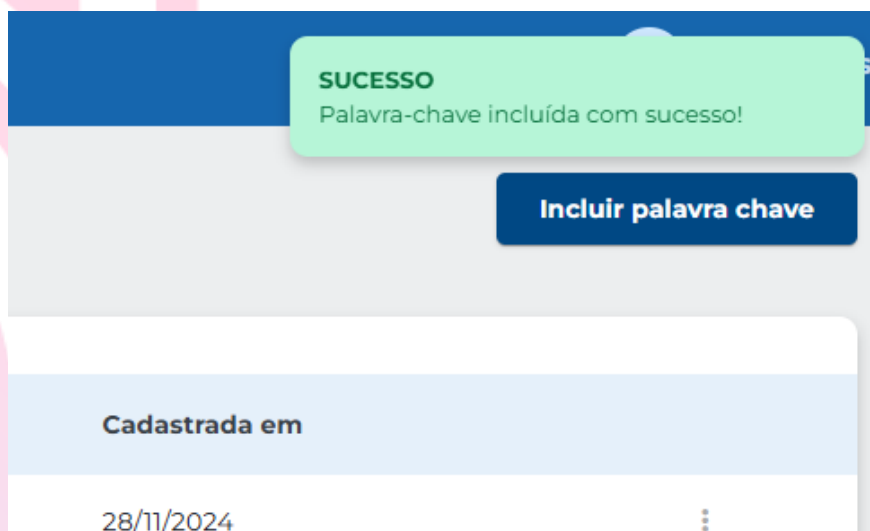 SUCESSO
Palavra-chave incluída com sucesso!
Incluir palavra chave
Cadastrada em
28/11/2024